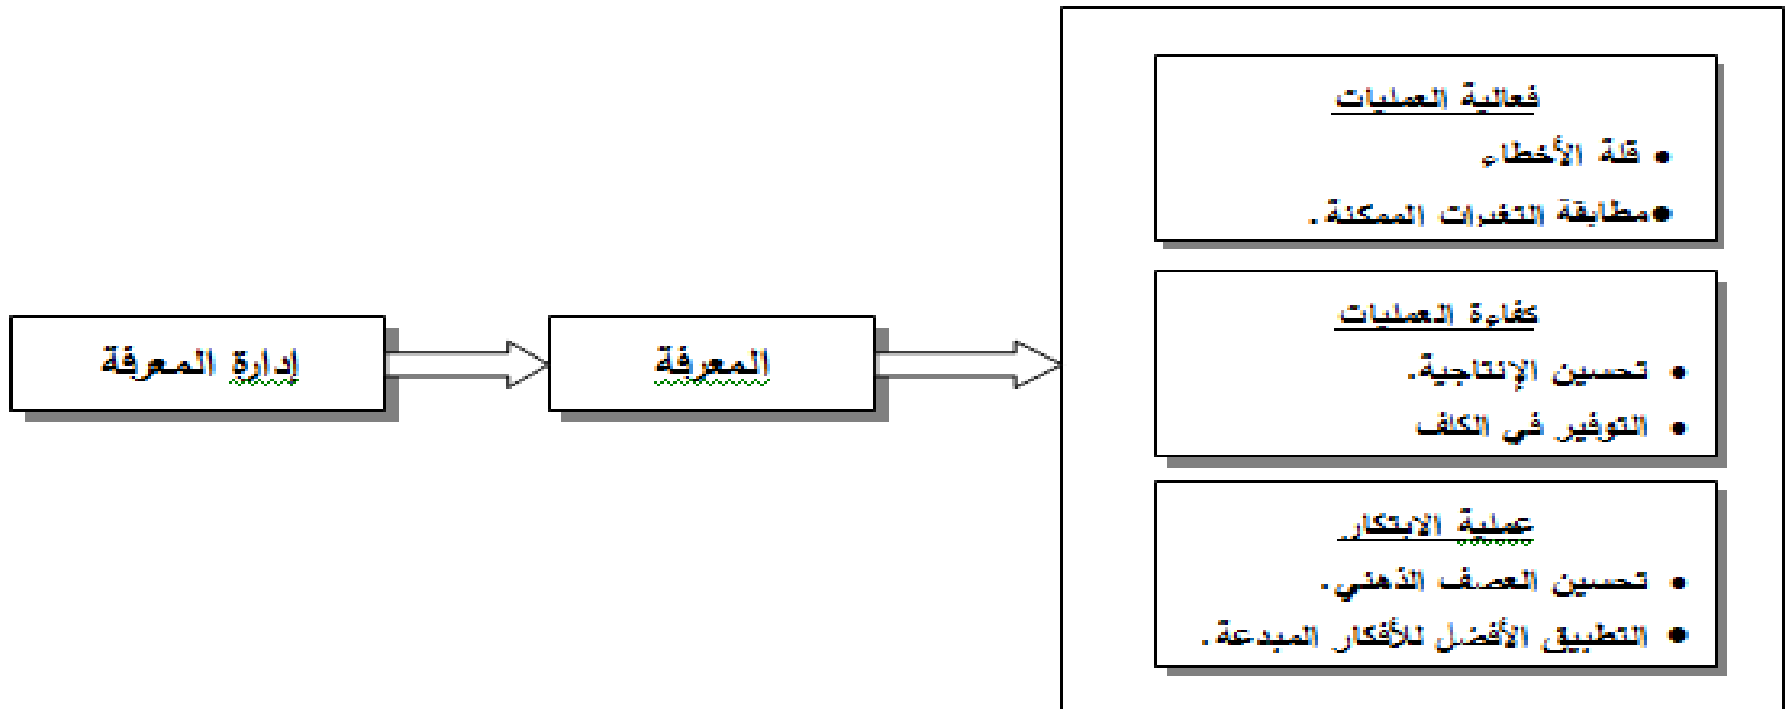 إدارة المعرفة
المعرفة
فعالية العمليات
• قلة الأخطاء
•مطابقة التغيرات الممكنة.
كفاءة العمليات
• تحسين الإنتاجية.
• التوفير في الكلف
عملية الابتكار
• تحسين العصف الذهني.
• التطبيق الأفضل للأفكار المبدعة.